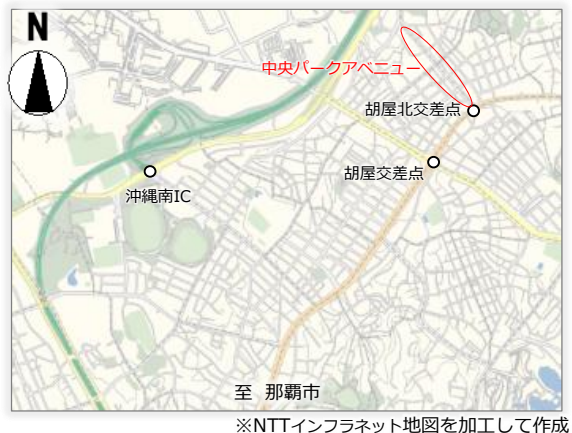 N
中央パークアベニュー
胡屋北交差点
胡屋交差点
沖縄南IC
至 那覇市
※NTTインフラネット地図を加工して作成